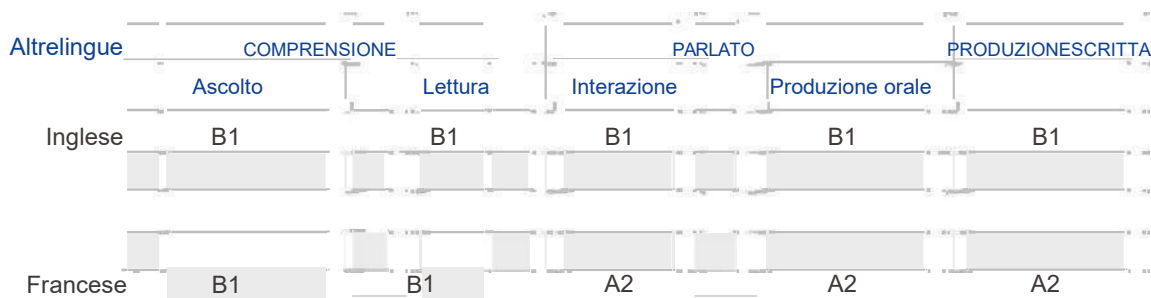 Altrelingue COMPRENSIONE PARLATO PRODUZIONESCRITTA
Ascolto Lettura Interazione Produzione orale
Inglese B1 B1 B1 B1 B1
Francese B1 B1 A2 A2 A2